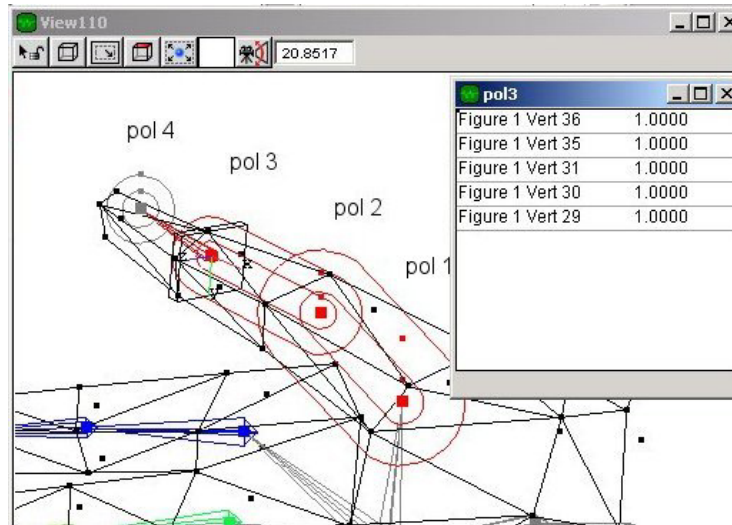 View110
20.8517
pol3
Figure 1 Vert 36 1.0000
Figure 1 Vert 35 1.0000
Figure 1 Vert 31 1.0000
Figure 1 Vert 30 1.0000
Figure 1 Vert 29 1.0000
pol 4
pol 3
pol 2
pol 1